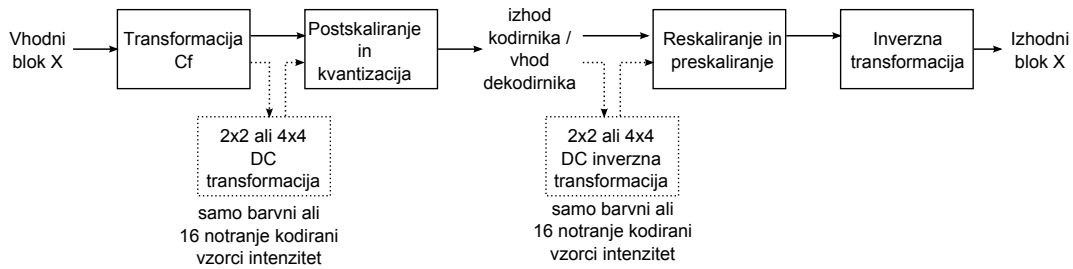 Vhodni
blok X
Transformacija
Cf
Postskaliranje
in
kvantizacija
izhod
kodirnika /
vhod
dekodirnika
Reskaliranje in
preskaliranje
Inverzna
transformacija
Izhodni
blok X
2x2 ali 4x4
DC
transformacija
samo barvni ali
16 notranje kodirani
vzorci intenzitet
2x2 ali 4x4
DC inverzna
transformacija
samo barvni ali
16 notranje kodirani
vzorci intenzitet